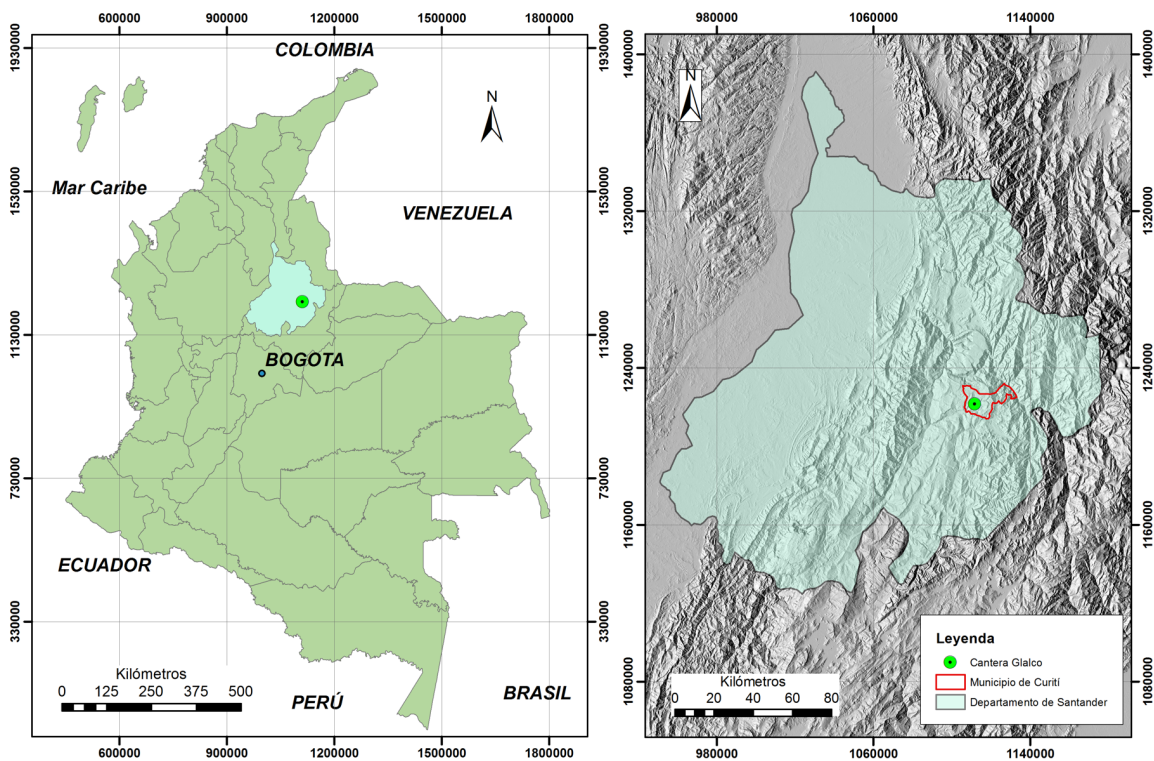 600000 900000 1200000 1500000 1800000
COLOMBIA
1930000
1930000
N
Mar Caribe
1530000
1530000
VENEZUELA
1130000
1130000
BOGOTA
730000
730000
ECUADOR
330000
330000
Kilómetros
0 125 250 375 500
PERÚ
BRASIL
600000 900000 1200000 1500000 1800000
980000 1060000 1140000
1400000
1400000
N
1320000
1320000
1240000
1240000
1160000
1160000
Leyenda
Cantera Glalco
Municipio de Curití
Departamento de Santander
1080000
1080000
Kilómetros
0 20 40 60 80
980000 1060000 1140000